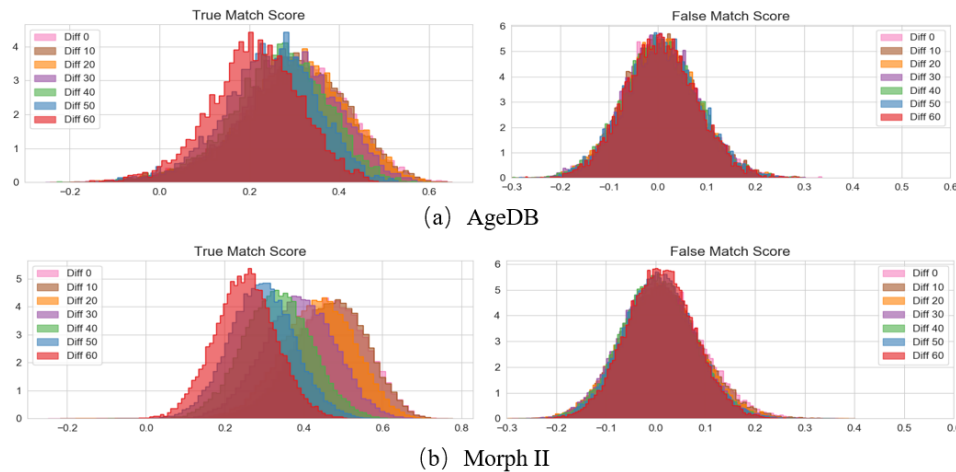 True Match Score
False Match Score
4
3
2
1
0
Diff 0
Diff 10
Diff 20
Diff 30
Diff 40
Diff 50
Diff 60
−0.2
0.0
0.2
0.4
0.6
6
5
4
3
2
1
0
Diff 0
Diff 10
Diff 20
Diff 30
Diff 40
Diff 50
Diff 60
−0.3
−0.2
−0.1
0.0
0.1
0.2
0.3
0.4
0.5
0.6
(a) AgeDB
True Match Score
False Match Score
5
4
3
2
1
0
Diff 0
Diff 10
Diff 20
Diff 30
Diff 40
Diff 50
Diff 60
−0.2
0.0
0.2
0.4
0.6
0.8
6
5
4
3
2
1
0
Diff 0
Diff 10
Diff 20
Diff 30
Diff 40
Diff 50
Diff 60
−0.3
−0.2
−0.1
0.0
0.1
0.2
0.3
0.4
0.5
0.6
(b) Morph II